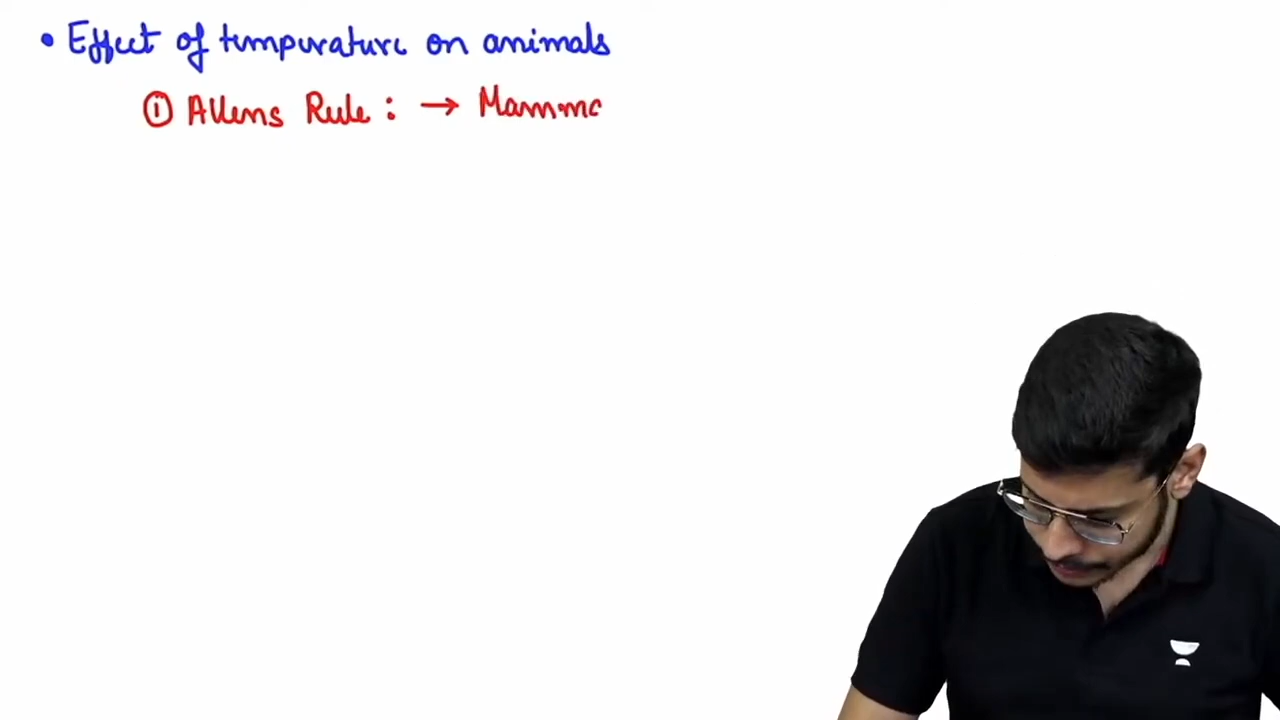 • Effect of temperature on animals
① Allens Rule : → Mamma